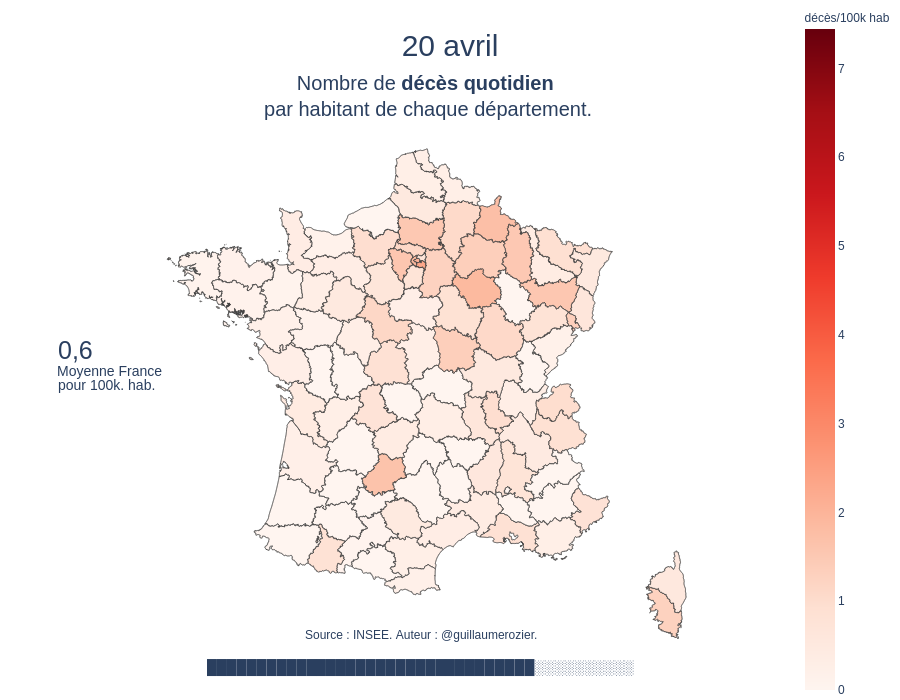 décès/100k hab
20 avril
Nombre de décès quotidien
par habitant de chaque département.
7
6
5
4
3
2
1
0
0,6
Moyenne France
pour 100k. hab.
Source : INSEE. Auteur : @guillaumerozier.